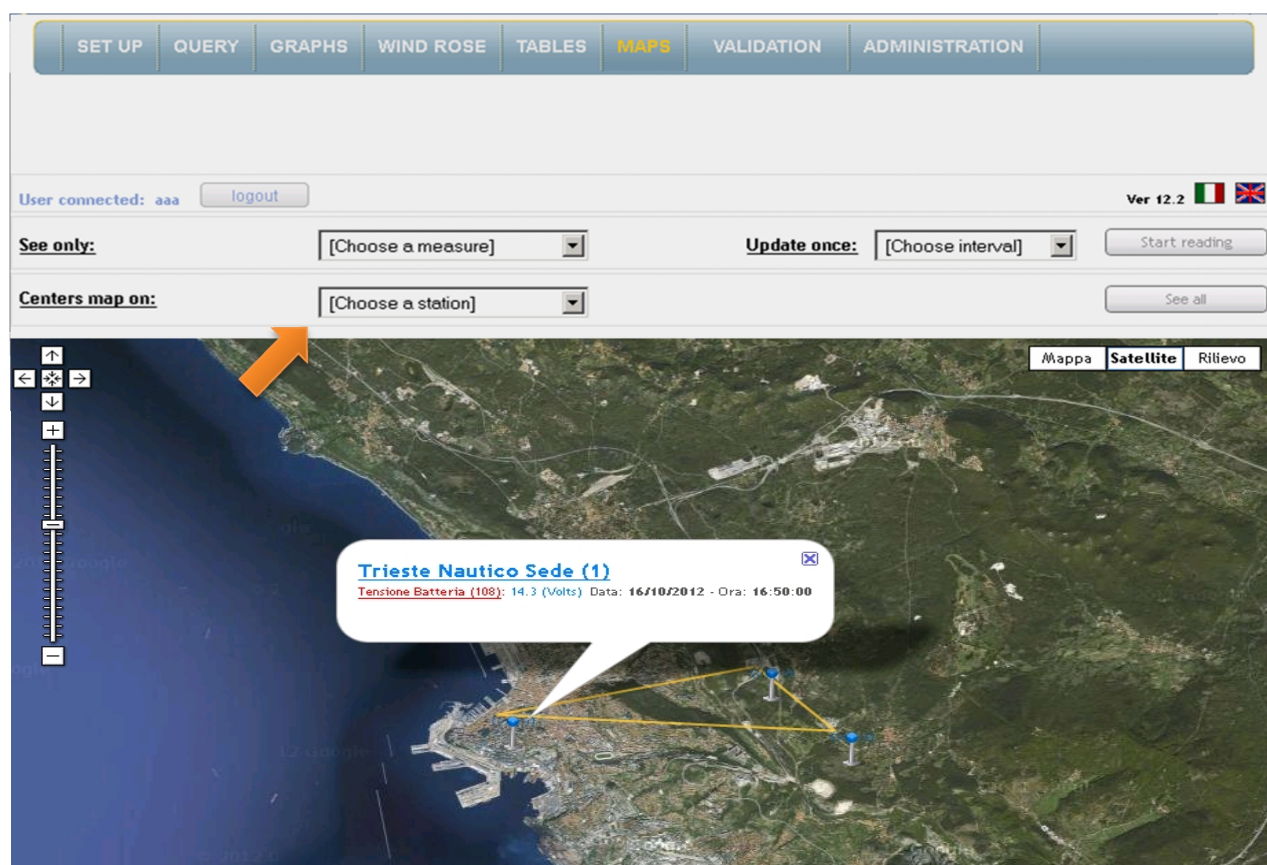 SET UP QUERY GRAPHS WIND ROSE TABLES MAPS VALIDATION ADMINISTRATION
User connected: aaa logout Ver 12.2
See only: [Choose a measure] Update once: [Choose interval] Start reading
Centers map on: [Choose a station] See all
Mappa Satellite Rilievo
Trieste Nautico Sede (1)
Tensione Batteria (108): 14.3 (Volts) Data: 16/10/2012 - Ora: 16:50:00